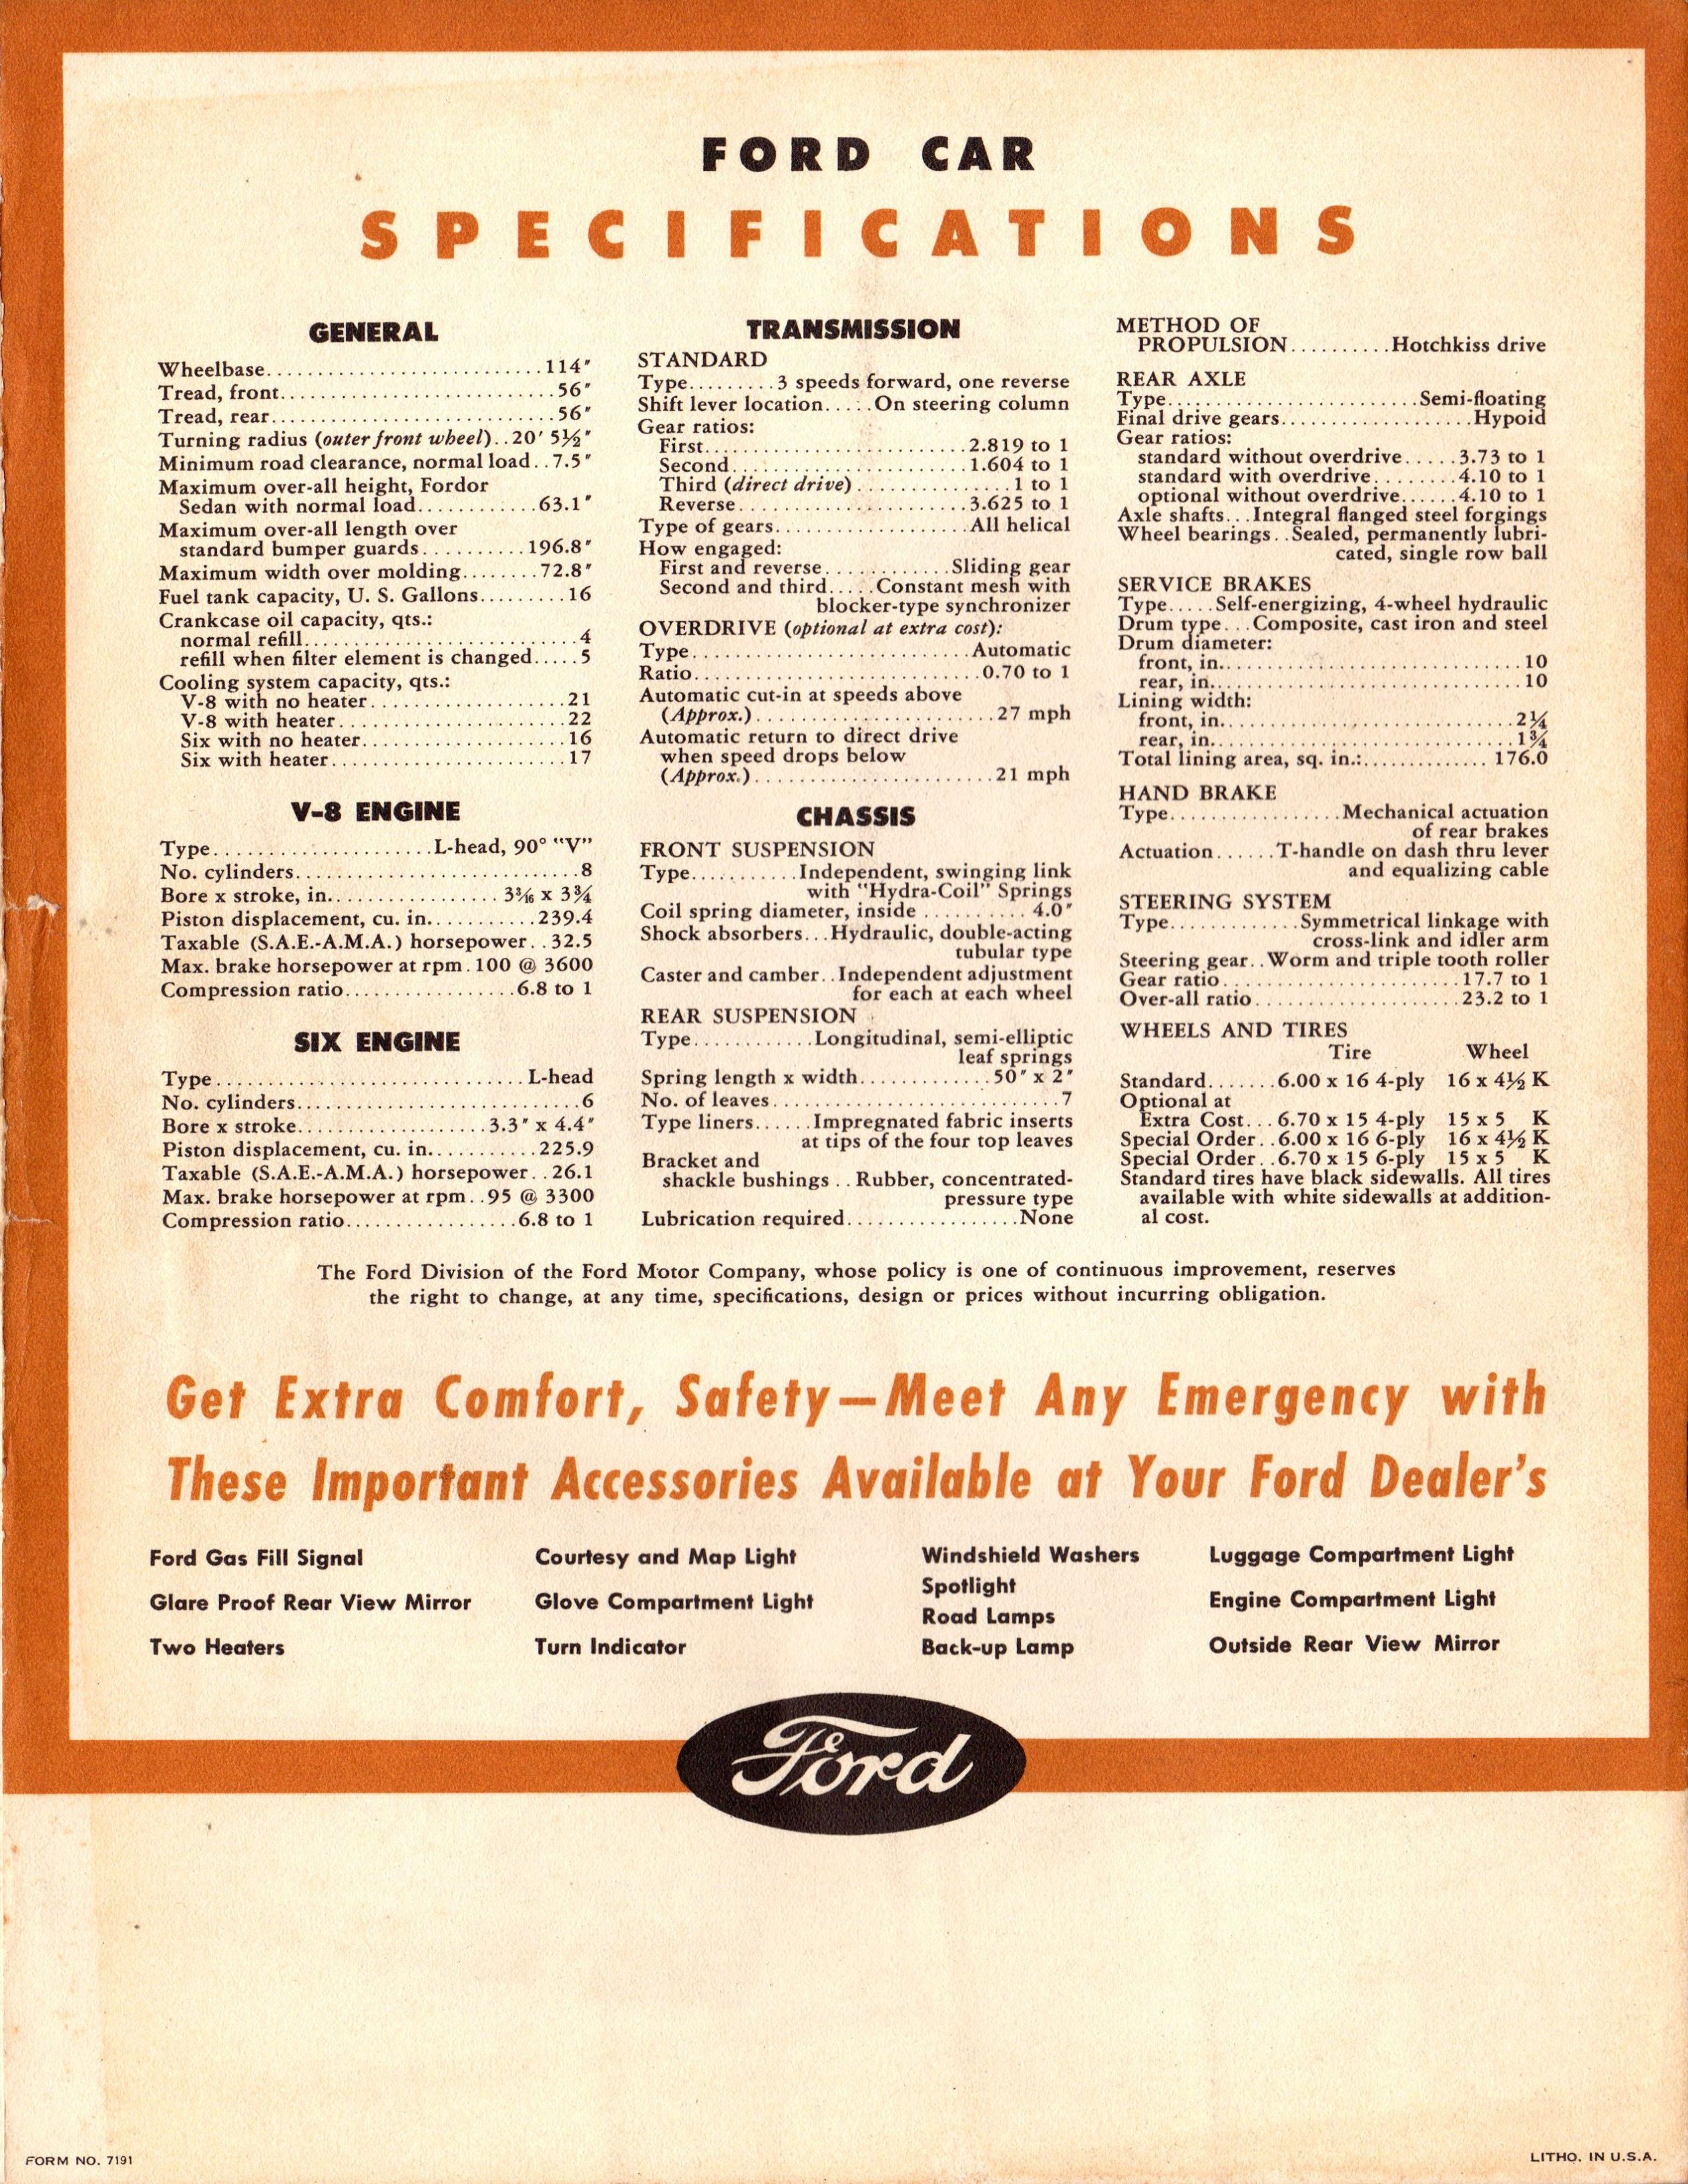 FORD CAR
SPECIFICATIONS
GENERAL
Wheelbase..........................114″
Tread, front...........................56″
Tread, rear............................56″
Turning radius (outer front wheel)..20′ 5½″
Minimum road clearance, normal load..7.5″
Maximum over-all height, Fordor
Sedan with normal load............63.1″
Maximum over-all length over
standard bumper guards..........196.8″
Maximum width over molding........72.8″
Fuel tank capacity, U. S. Gallons.........16
Crankcase oil capacity, qts.:
normal refill...........................4
refill when filter element is changed.....5
Cooling system capacity, qts.:
V-8 with no heater...................21
V-8 with heater......................22
Six with no heater....................16
Six with heater.......................17
V-8 ENGINE
Type.....................L-head, 90° "V"
No. cylinders............................8
Bore x stroke, in................. 3 3/16 x 3¾
Piston displacement, cu. in...........239.4
Taxable (S.A.E.-A.M.A.) horsepower..32.5
Max. brake horsepower at rpm.100 @ 3600
Compression ratio.................6.8 to 1
SIX ENGINE
Type..............................L-head
No. cylinders............................6
Bore x stroke...................3.3″ x 4.4″
Piston displacement, cu. in...........225.9
Taxable (S.A.E.-A.M.A.) horsepower..26.1
Max. brake horsepower at rpm..95 @ 3300
Compression ratio.................6.8 to 1
TRANSMISSION
STANDARD
Type.........3 speeds forward, one reverse
Shift lever location.....On steering column
Gear ratios:
First..........................2.819 to 1
Second.......................1.604 to 1
Third (direct drive)...............1 to 1
Reverse.......................3.625 to 1
Type of gears...................All helical
How engaged:
First and reverse............Sliding gear
Second and third.....Constant mesh with
blocker-type synchronizer
OVERDRIVE (optional at extra cost):
Type...........................Automatic
Ratio............................0.70 to 1
Automatic cut-in at speeds above
(Approx.)........................27 mph
Automatic return to direct drive
when speed drops below
(Approx.)........................21 mph
CHASSIS
FRONT SUSPENSION
Type..........Independent, swinging link
with "Hydra-Coil" Springs
Coil spring diameter, inside .......... 4.0″
Shock absorbers...Hydraulic, double-acting
tubular type
Caster and camber..Independent adjustment
for each at each wheel
REAR SUSPENSION
Type............Longitudinal, semi-elliptic
leaf springs
Spring length x width.............50″ x 2″
No. of leaves............................7
Type liners......Impregnated fabric inserts
at tips of the four top leaves
Bracket and
shackle bushings .. Rubber, concentrated-
pressure type
Lubrication required.................None
METHOD OF
PROPULSION..........Hotchkiss drive
REAR AXLE
Type.........................Semi-floating
Final drive gears...................Hypoid
Gear ratios:
standard without overdrive.....3.73 to 1
standard with overdrive........4.10 to 1
optional without overdrive......4.10 to 1
Axle shafts...Integral flanged steel forgings
Wheel bearings..Sealed, permanently lubri-
cated, single row ball
SERVICE BRAKES
Type.....Self-energizing, 4-wheel hydraulic
Drum type...Composite, cast iron and steel
Drum diameter:
front, in..............................10
rear, in...............................10
Lining width:
front, in.............................2¼
rear, in..............................1¾
Total lining area, sq. in.:............. 176.0
HAND BRAKE
Type.................Mechanical actuation
of rear brakes
Actuation......T-handle on dash thru lever
and equalizing cable
STEERING SYSTEM
Type.............Symmetrical linkage with
cross-link and idler arm
Steering gear..Worm and triple tooth roller
Gear ratio........................17.7 to 1
Over-all ratio.....................23.2 to 1
WHEELS AND TIRES
Tire Wheel
Standard.......6.00 x 16 4-ply 16 x 4½ K
Optional at
Extra Cost...6.70 x 15 4-ply 15 x 5 K
Special Order..6.00 x 16 6-ply 16 x 4½ K
Special Order..6.70 x 15 6-ply 15 x 5 K
Standard tires have black sidewalls. All tires
available with white sidewalls at addition-
al cost.
The Ford Division of the Ford Motor Company, whose policy is one of continuous improvement, reserves
the right to change, at any time, specifications, design or prices without incurring obligation.
Get Extra Comfort, Safety—Meet Any Emergency with
These Important Accessories Available at Your Ford Dealer's
Ford Gas Fill Signal
Glare Proof Rear View Mirror
Two Heaters
Courtesy and Map Light
Glove Compartment Light
Turn Indicator
Windshield Washers
Spotlight
Road Lamps
Back-up Lamp
Luggage Compartment Light
Engine Compartment Light
Outside Rear View Mirror
Ford
FORM NO. 7191
LITHO. IN U.S.A.